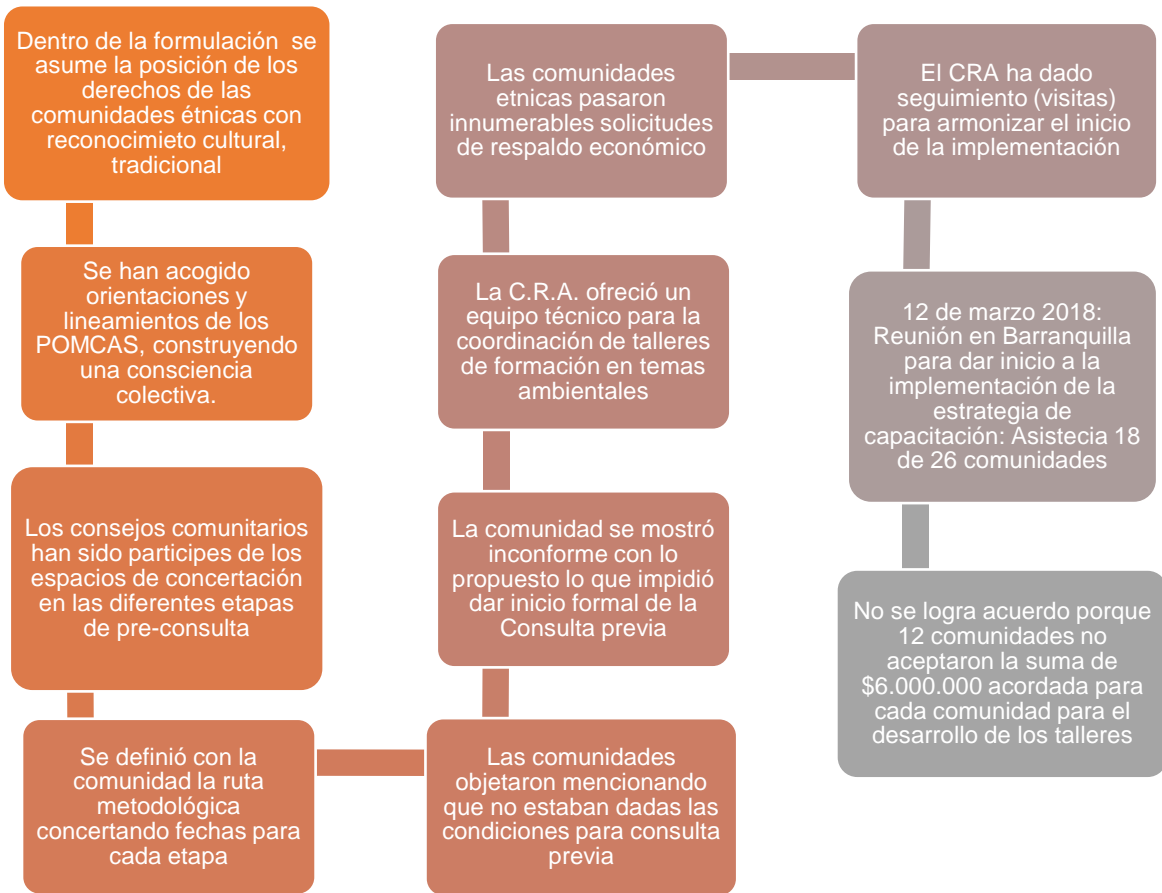 Dentro de la formulación se
asume la posición de los
derechos de las
comunidades étnicas con
reconocimieto cultural,
tradicional
Se han acogido
orientaciones y
lineamientos de los
POMCAS, construyendo
una consciencia
colectiva.
Los consejos comunitarios
han sido participes de los
espacios de concertación
en las diferentes etapas
de pre-consulta
Se definió con la
comunidad la ruta
metodológica
concertando fechas para
cada etapa
Las comunidades
objetaron mencionando
que no estaban dadas las
condiciones para consulta
previa
La comunidad se mostró
inconforme con lo
propuesto lo que impidió
dar inicio formal de la
Consulta previa
La C.R.A. ofreció un
equipo técnico para la
coordinación de talleres
de formación en temas
ambientales
Las comunidades
etnicas pasaron
innumerables solicitudes
de respaldo económico
El CRA ha dado
seguimiento (visitas)
para armonizar el inicio
de la implementación
12 de marzo 2018:
Reunión en Barranquilla
para dar inicio a la
implementación de la
estrategia de
capacitación: Asistecia 18
de 26 comunidades
No se logra acuerdo porque
12 comunidades no
aceptaron la suma de
$6.000.000 acordada para
cada comunidad para el
desarrollo de los talleres